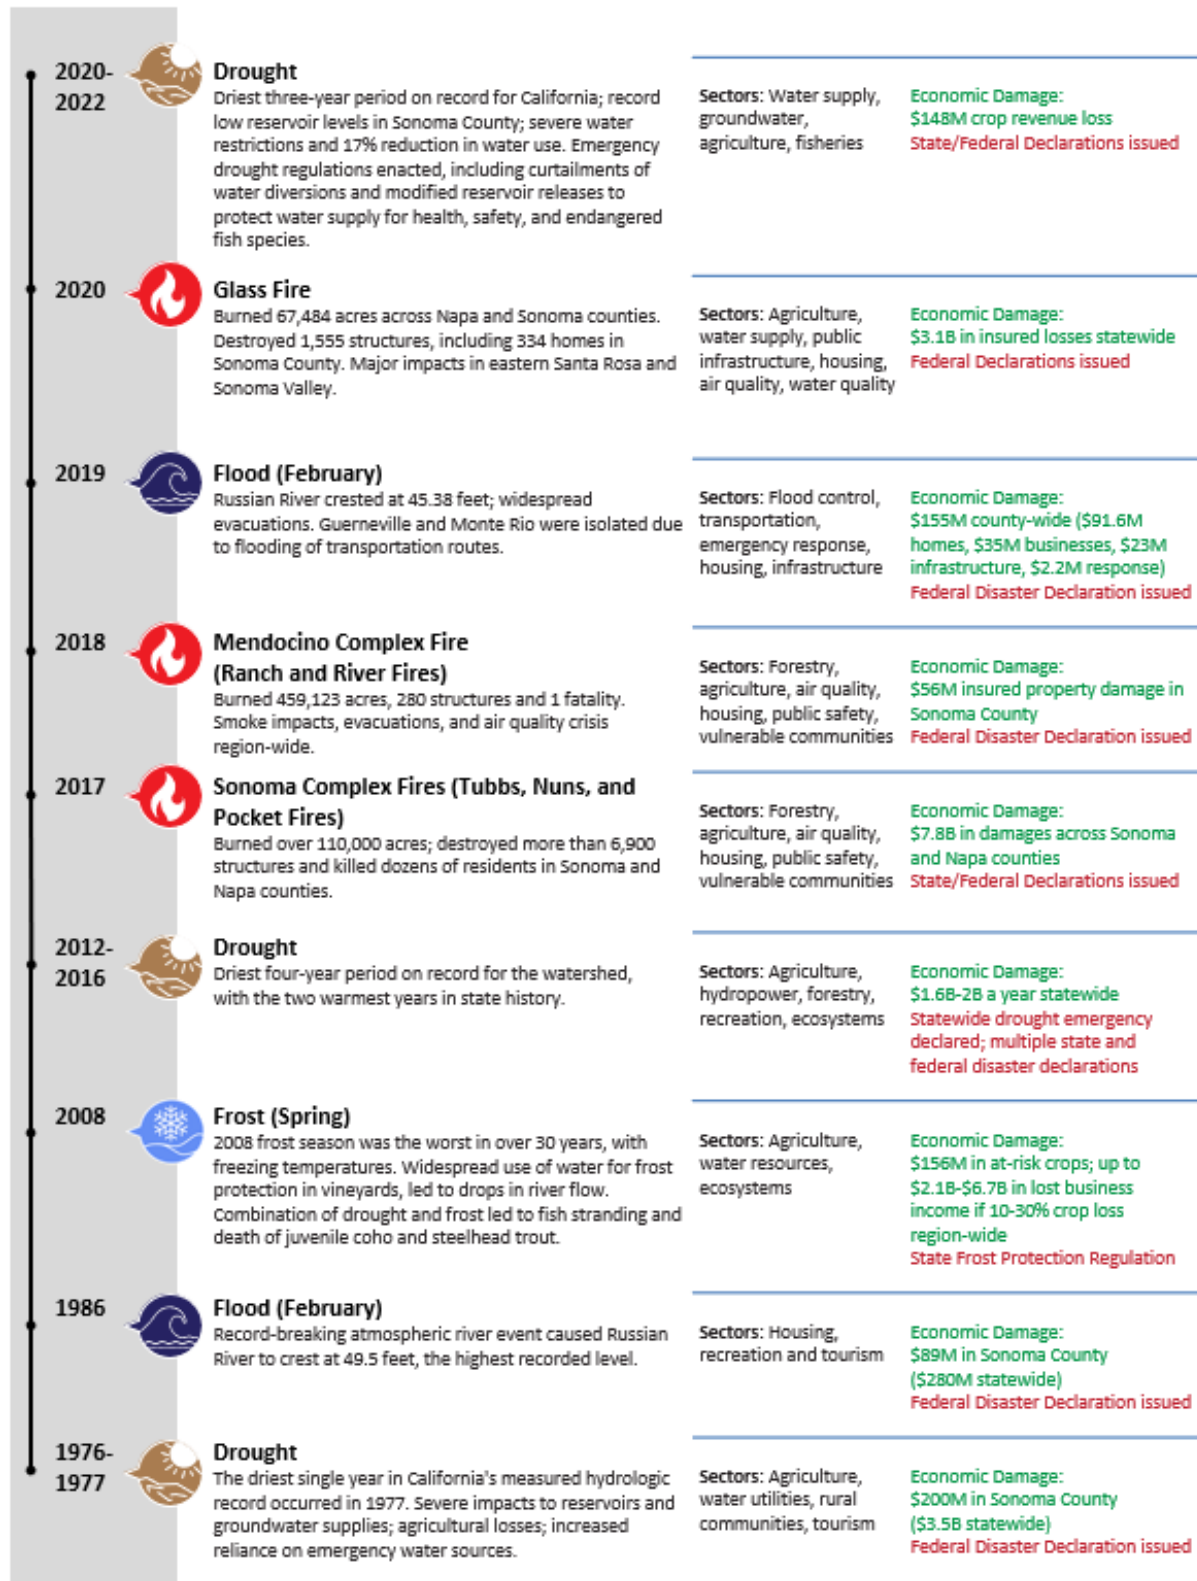 2020-
2022
Drought
Driest three-year period on record for California; record
low reservoir levels in Sonoma County; severe water
restrictions and 17% reduction in water use. Emergency
drought regulations enacted, including curtailments of
water diversions and modified reservoir releases to
protect water supply for health, safety, and endangered
fish species.
Sectors: Water supply,
groundwater,
agriculture, fisheries
Economic Damage:
$148M crop revenue loss
State/Federal Declarations issued
2020
Glass Fire
Burned 67,484 acres across Napa and Sonoma counties.
Destroyed 1,555 structures, including 334 homes in
Sonoma County. Major impacts in eastern Santa Rosa and
Sonoma Valley.
Sectors: Agriculture,
water supply, public
infrastructure, housing,
air quality, water quality
Economic Damage:
$3.1B in insured losses statewide
Federal Declarations issued
2019
Flood (February)
Russian River crested at 45.38 feet; widespread
evacuations. Guerneville and Monte Rio were isolated due
to flooding of transportation routes.
Sectors: Flood control,
transportation,
emergency response,
housing, infrastructure
Economic Damage:
$155M county-wide ($91.6M
homes, $35M businesses, $23M
infrastructure, $2.2M response)
Federal Disaster Declaration issued
2018
Mendocino Complex Fire
(Ranch and River Fires)
Burned 459,123 acres, 280 structures and 1 fatality.
Smoke impacts, evacuations, and air quality crisis
region-wide.
Sectors: Forestry,
agriculture, air quality,
housing, public safety,
vulnerable communities
Economic Damage:
$56M insured property damage in
Sonoma County
Federal Disaster Declaration issued
2017
Sonoma Complex Fires (Tubbs, Nuns, and
Pocket Fires)
Burned over 110,000 acres; destroyed more than 6,900
structures and killed dozens of residents in Sonoma and
Napa counties.
Sectors: Forestry,
agriculture, air quality,
housing, public safety,
vulnerable communities
Economic Damage:
$7.8B in damages across Sonoma
and Napa counties
State/Federal Declarations issued
2012-
2016
Drought
Driest four-year period on record for the watershed,
with the two warmest years in state history.
Sectors: Agriculture,
hydropower, forestry,
recreation, ecosystems
Economic Damage:
$1.6B-2B a year statewide
Statewide drought emergency
declared; multiple state and
federal disaster declarations
2008
Frost (Spring)
2008 frost season was the worst in over 30 years, with
freezing temperatures. Widespread use of water for frost
protection in vineyards, led to drops in river flow.
Combination of drought and frost led to fish stranding and
death of juvenile coho and steelhead trout.
Sectors: Agriculture,
water resources,
ecosystems
Economic Damage:
$156M in at-risk crops; up to
$2.1B-$6.7B in lost business
income if 10-30% crop loss
region-wide
State Frost Protection Regulation
1986
Flood (February)
Record-breaking atmospheric river event caused Russian
River to crest at 49.5 feet, the highest recorded level.
Sectors: Housing,
recreation and tourism
Economic Damage:
$89M in Sonoma County
($280M statewide)
Federal Disaster Declaration issued
1976-
1977
Drought
The driest single year in California's measured hydrologic
record occurred in 1977. Severe impacts to reservoirs and
groundwater supplies; agricultural losses; increased
reliance on emergency water sources.
Sectors: Agriculture,
water utilities, rural
communities, tourism
Economic Damage:
$200M in Sonoma County
($3.5B statewide)
Federal Disaster Declaration issued